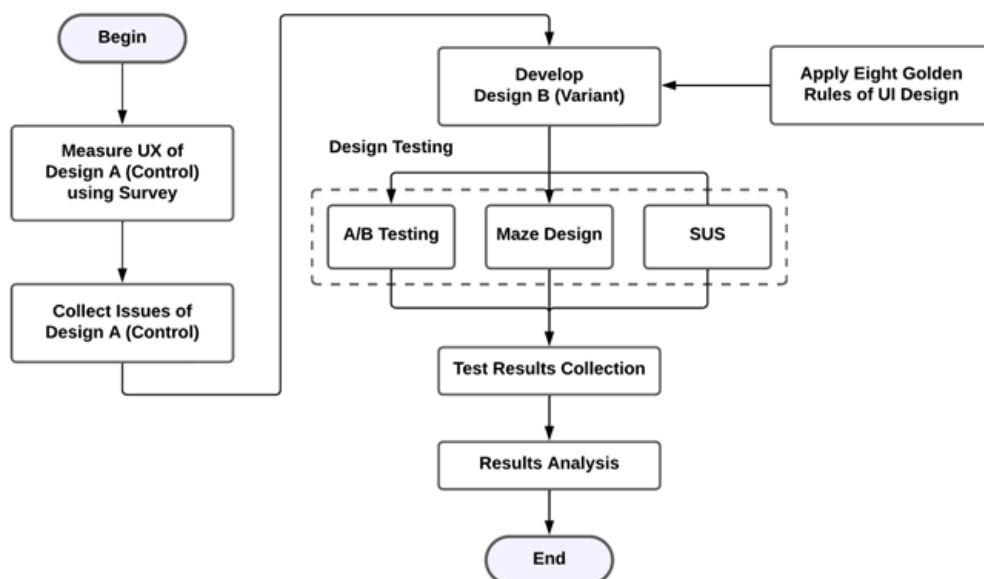 Begin
Measure UX of
Design A (Control)
using Survey
Collect Issues of
Design A (Control)
Develop
Design B (Variant)
Apply Eight Golden
Rules of UI Design
Design Testing
A/B Testing
Maze Design
SUS
Test Results Collection
Results Analysis
End